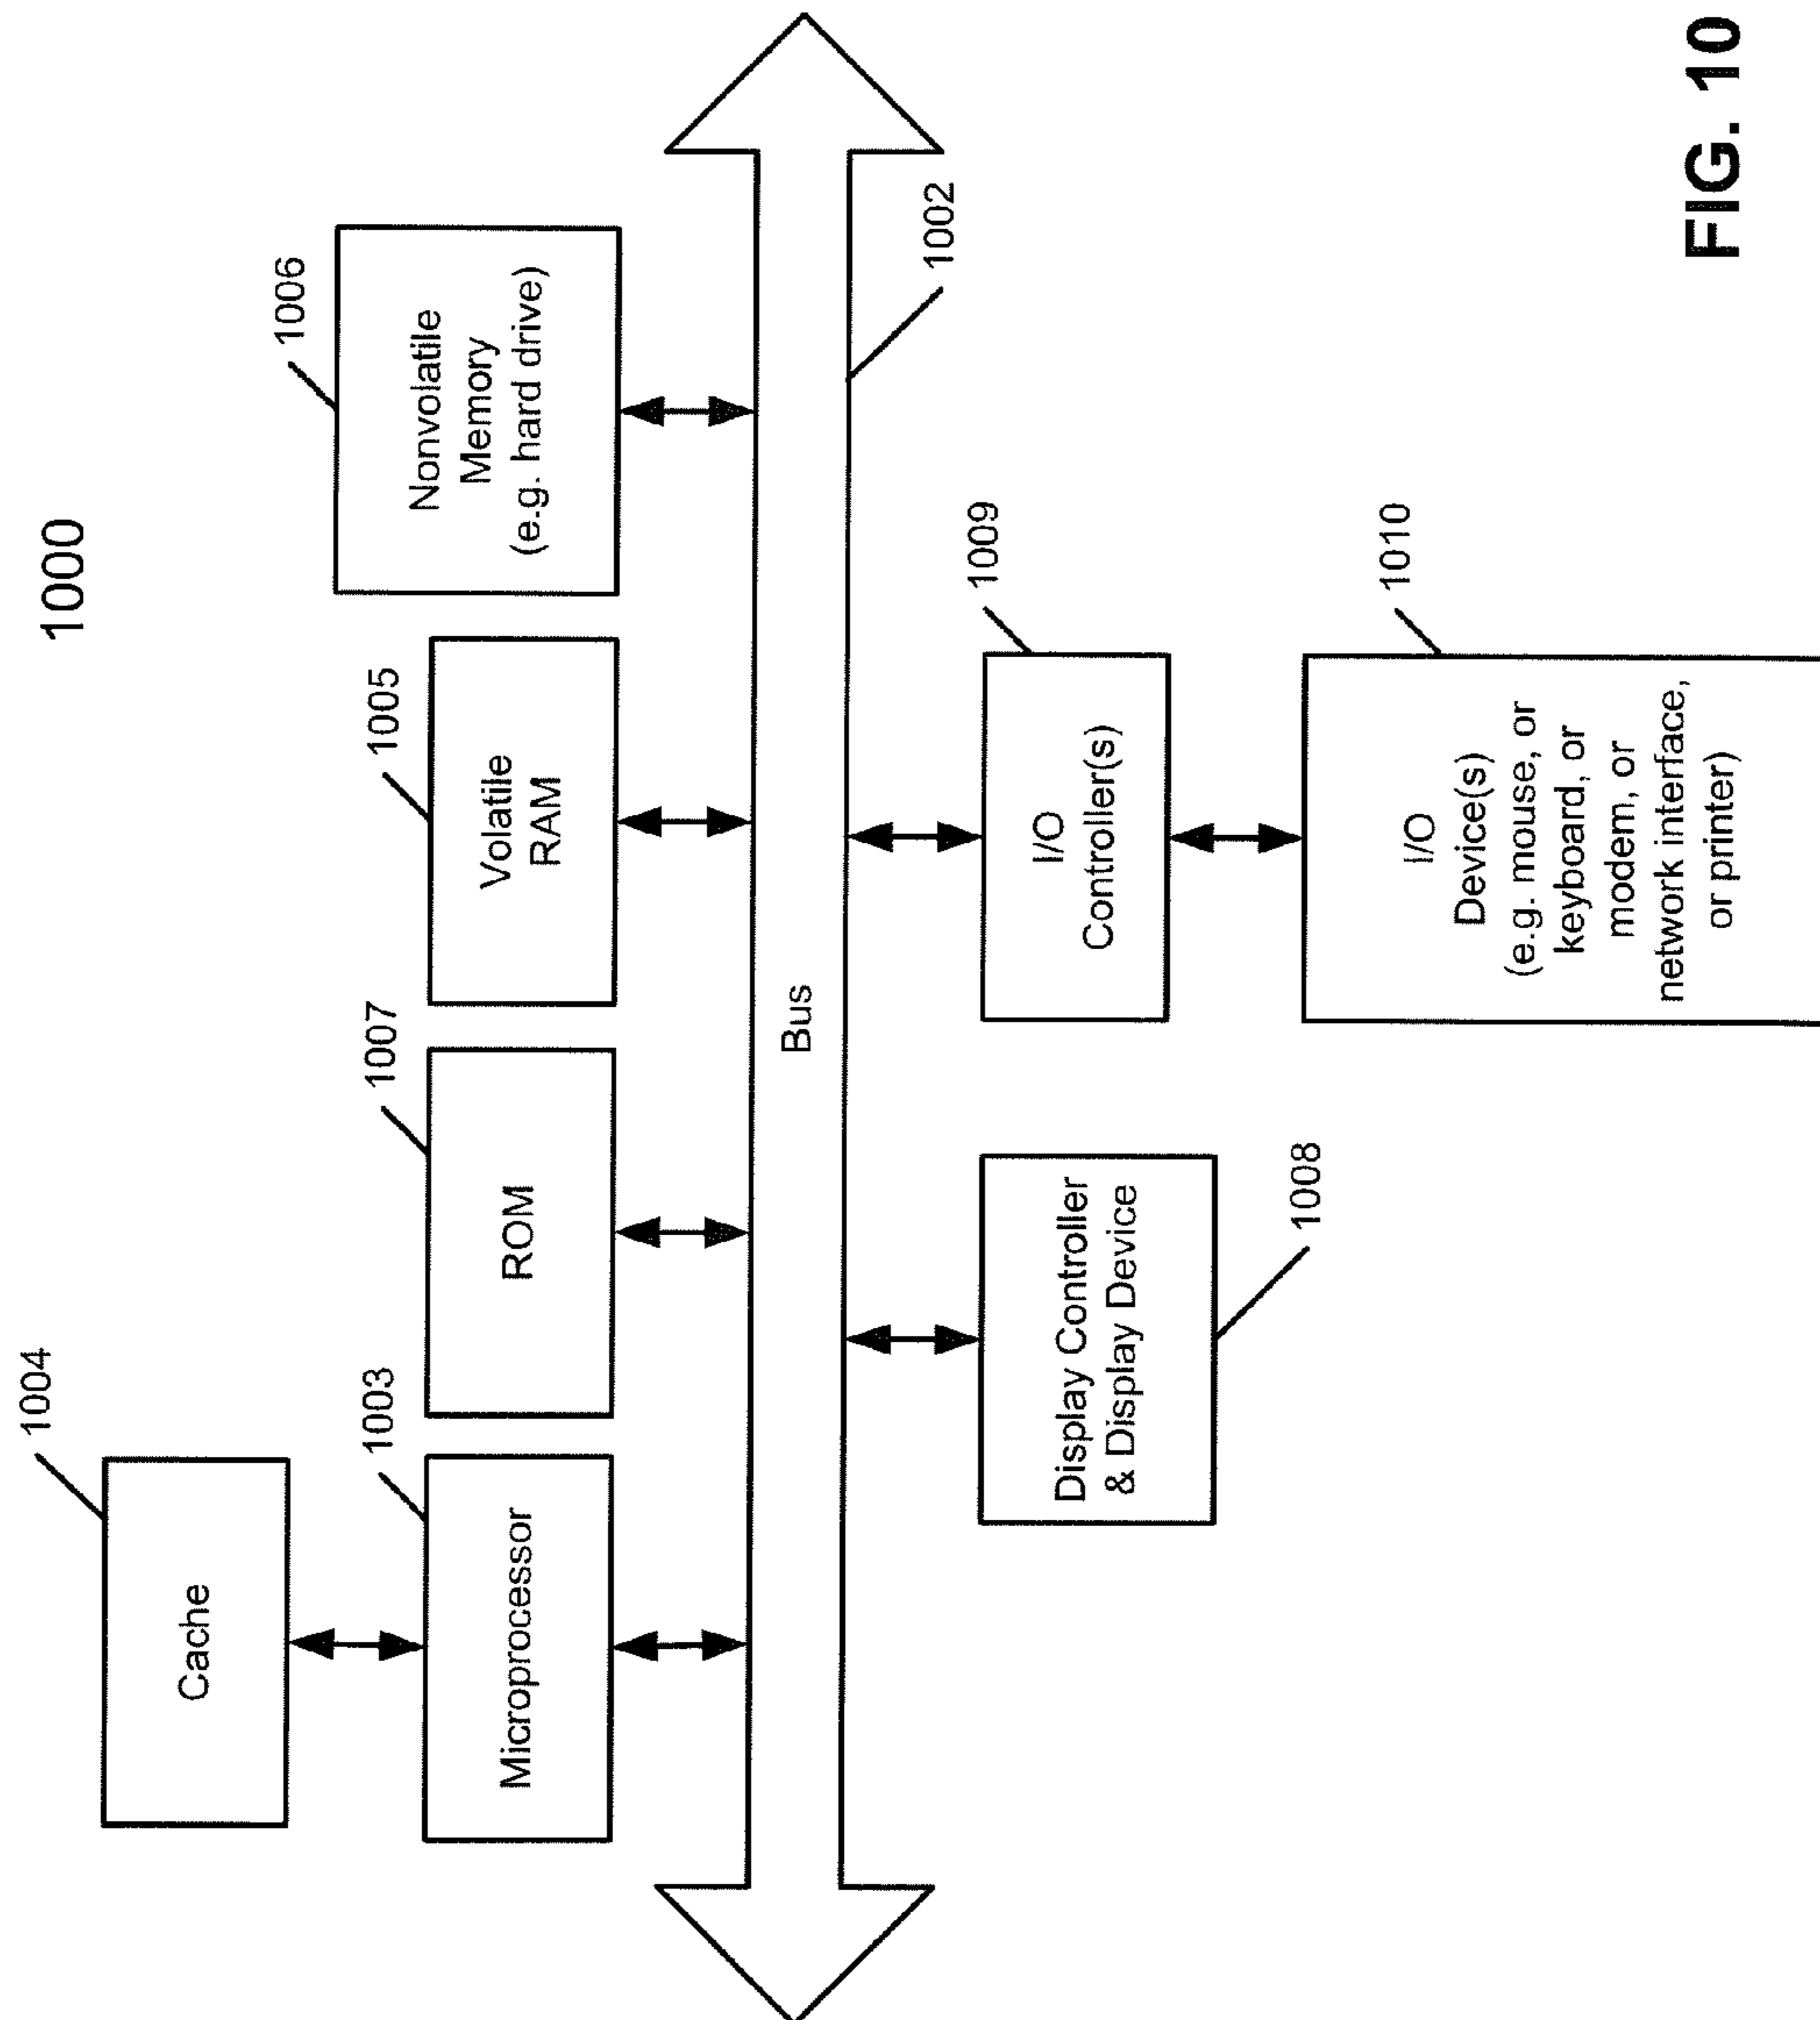 1000
1004
Cache
1003
Microprocessor
1007
ROM
1005
Volatile
RAM
1006
Nonvolatile
Memory
(e.g. hard drive)
Bus
1002
Display Controller
& Display Device
1008
1009
I/O
Controller(s)
1010
I/O
Device(s)
(e.g. mouse, or
keyboard, or
modem, or
network interface,
or printer)
FIG. 10